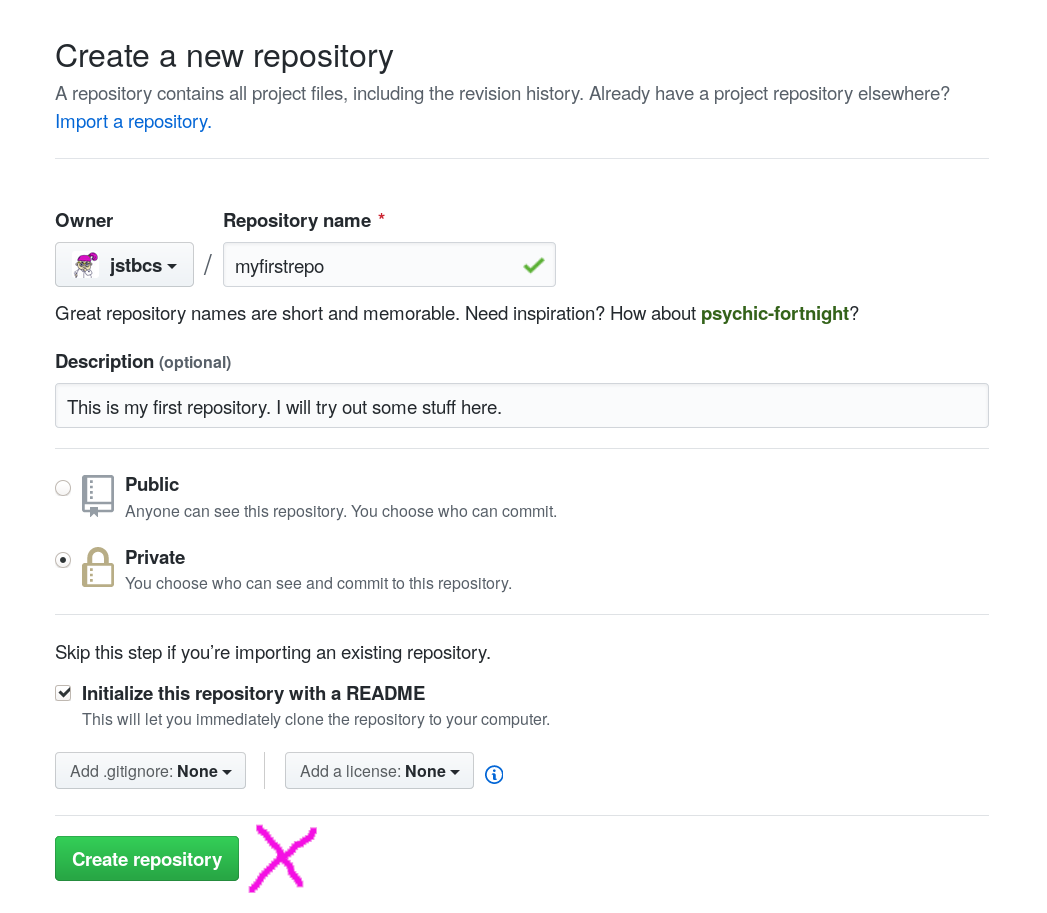 Create a new repository
A repository contains all project files, including the revision history. Already have a project repository elsewhere?
Import a repository.
Owner
Repository name *
jstbcs
/
myfirstrepo
Great repository names are short and memorable. Need inspiration? How about psychic-fortnight?
Description (optional)
This is my first repository. I will try out some stuff here.
Public
Anyone can see this repository. You choose who can commit.
Private
You choose who can see and commit to this repository.
Skip this step if you’re importing an existing repository.
Initialize this repository with a README
This will let you immediately clone the repository to your computer.
Add .gitignore: None
Add a license: None
Create repository